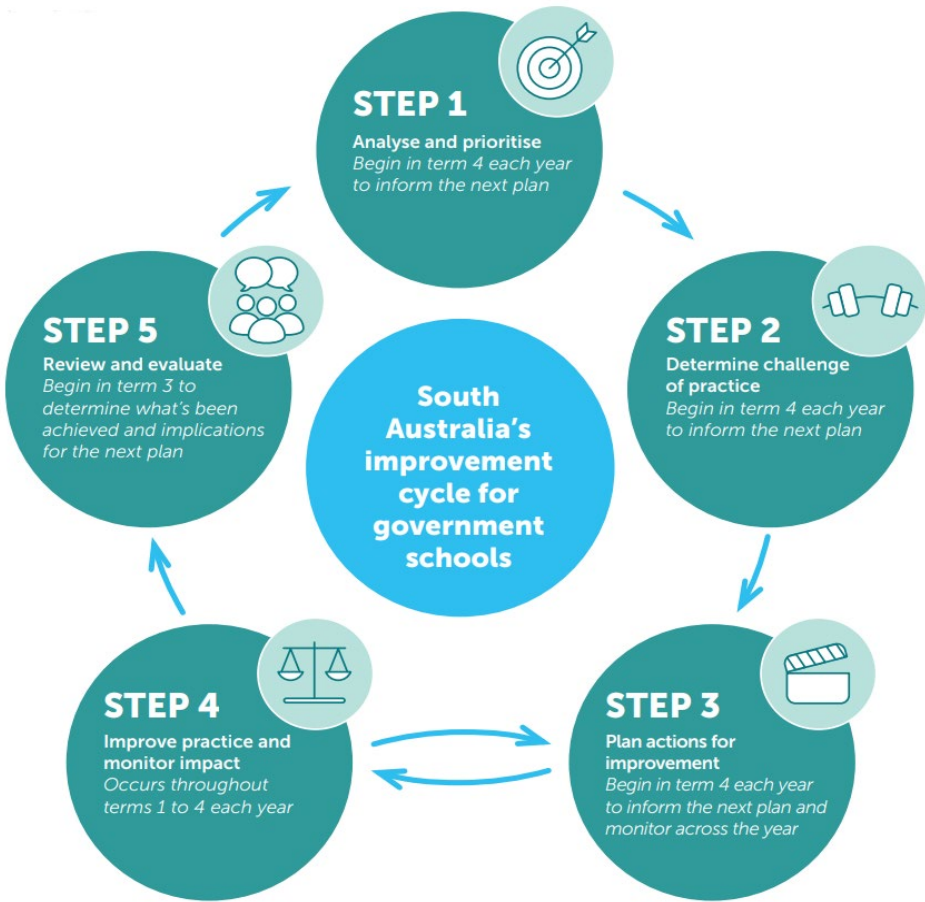 STEP 1
Analyse and prioritise
Begin in term 4 each year
to inform the next plan
STEP 2
Determine challenge
of practice
Begin in term 4 each year
to inform the next plan
STEP 3
Plan actions for
improvement
Begin in term 4 each year
to inform the next plan and
monitor across the year
STEP 4
Improve practice and
monitor impact
Occurs throughout
terms 1 to 4 each year
STEP 5
Review and evaluate
Begin in term 3 to
determine what's been
achieved and implications
for the next plan
South
Australia's
improvement
cycle for
government
schools